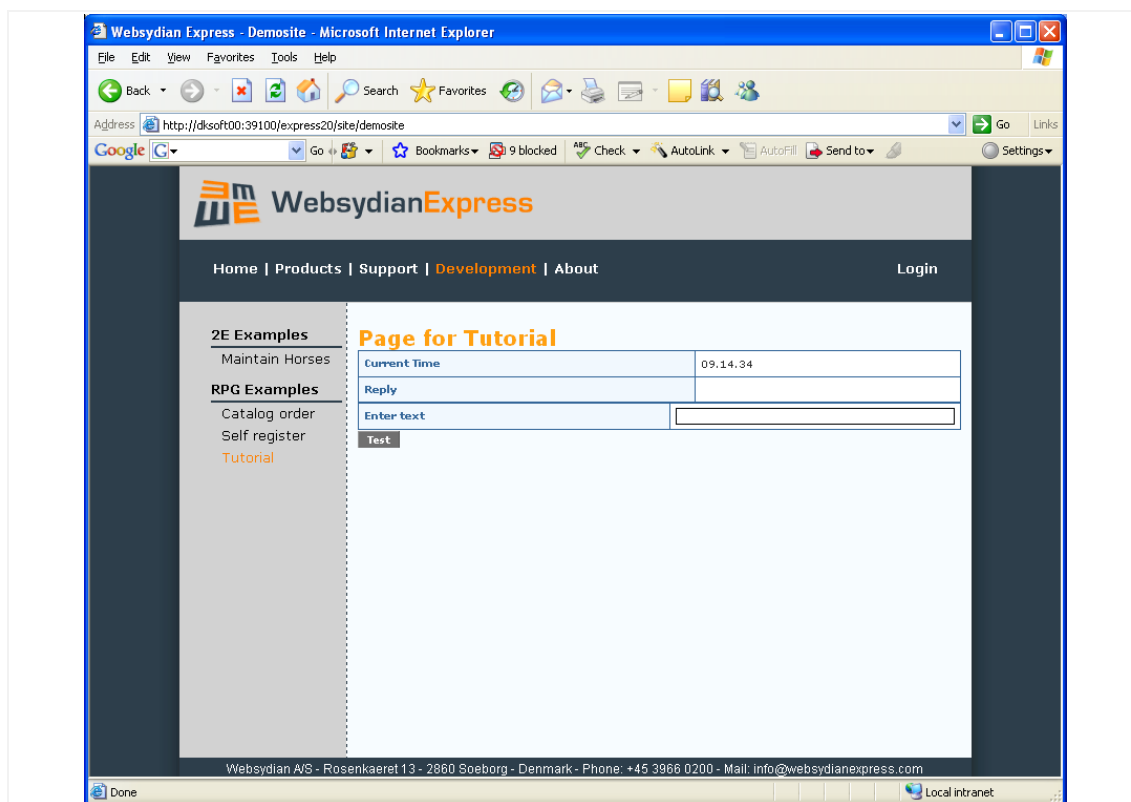 Websydian Express - Demosite - Microsoft Internet Explorer
File Edit View Favorites Tools Help
Back Search Favorites
Address http://dksoft00:39100/express20/site/demosite Go Links
Google G Go Bookmarks 9 blocked ABC Check AutoLink AutoFill Send to Settings
WebsydianExpress
Home | Products | Support | Development | About Login
2E Examples
Maintain Horses
RPG Examples
Catalog order
Self register
Tutorial
Page for Tutorial
Current Time 09.14.34
Reply
Enter text
Test
Websydian A/S - Rosenkaeret 13 - 2860 Soeborg - Denmark - Phone: +45 3966 0200 - Mail: info@websydianexpress.com
Done Local intranet